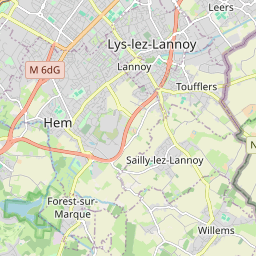 Leers
Lys-lez-Lannoy
Lannoy
M 6dG
Toufflers
Hem
Sailly-lez-Lannoy
N
Forest-sur-
Marque
Willems